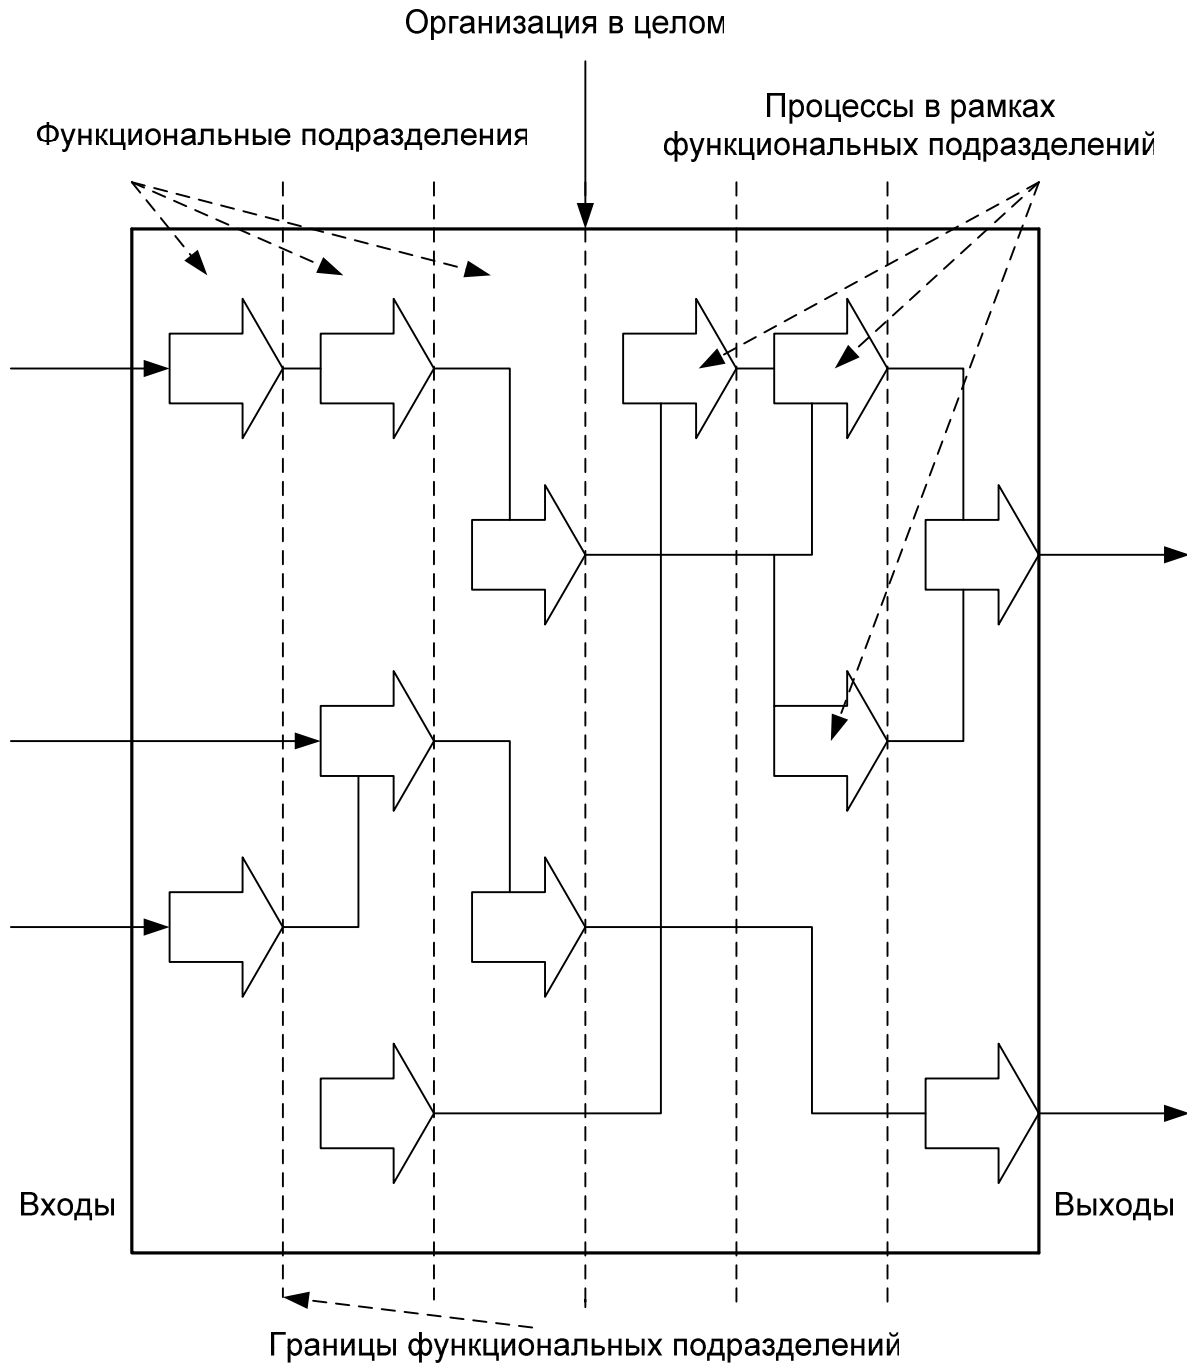 Организация в целом
Процессы в рамках
функциональных подразделений
Функциональные подразделения
Входы
Выходы
Границы функциональных подразделений